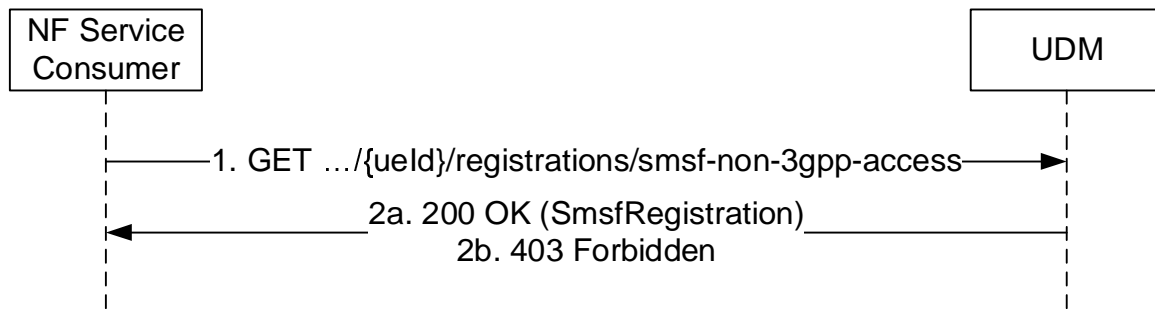 NF Service
Consumer
UDM
1. GET …/{ueId}/registrations/smsf-non-3gpp-access
2a. 200 OK (SmsfRegistration)
2b. 403 Forbidden